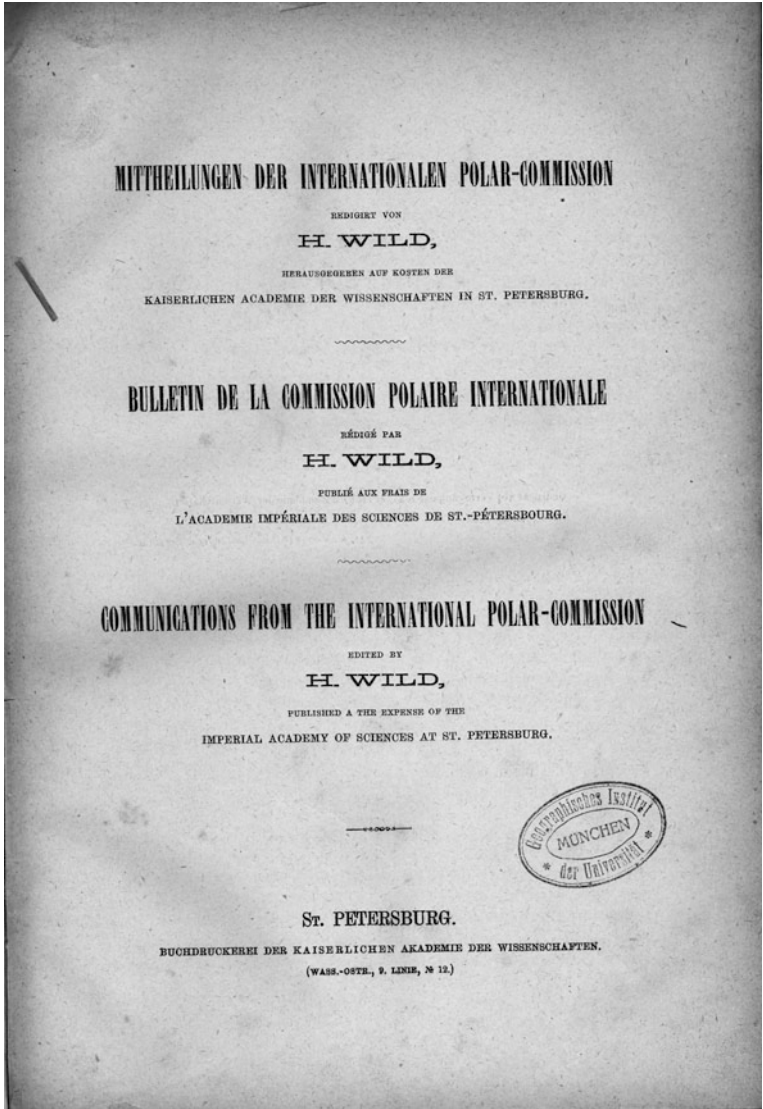 MITTHEILUNGEN DER INTERNATIONALEN POLAR-COMMISSION
REDIGIRT VON
H. WILD,
HERAUSGEGEBEN AUF KOSTEN DER
KAISERLICHEN ACADEMIE DER WISSENSCHAFTEN IN ST. PETERSBURG.
BULLETIN DE LA COMMISSION POLAIRE INTERNATIONALE
RÉDIGÉ PAR
H. WILD,
PUBLIÉ AUX FRAIS DE
L'ACADEMIE IMPÉRIALE DES SCIENCES DE ST.-PÉTERSBOURG.
COMMUNICATIONS FROM THE INTERNATIONAL POLAR-COMMISSION
EDITED BY
H. WILD,
PUBLISHED A THE EXPENSE OF THE
IMPERIAL ACADEMY OF SCIENCES AT ST. PETERSBURG.
Geographisches Institut
MÜNCHEN
* der Universität *
ST. PETERSBURG.
BUCHDRUCKEREI DER KAISERLICHEN AKADEMIE DER WISSENSCHAFTEN.
(WASS.-OSTR., 9. LINIE, № 12.)